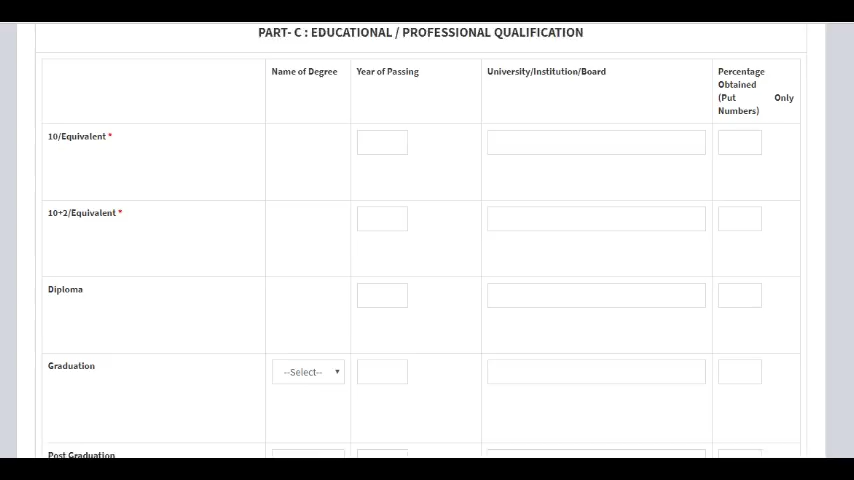 PART- C : EDUCATIONAL / PROFESSIONAL QUALIFICATION
Name of Degree
Year of Passing
University/Institution/Board
Percentage
Obtained
(Put Only
Numbers)
10/Equivalent *
10+2/Equivalent *
Diploma
Graduation
--Select--
Post Graduation